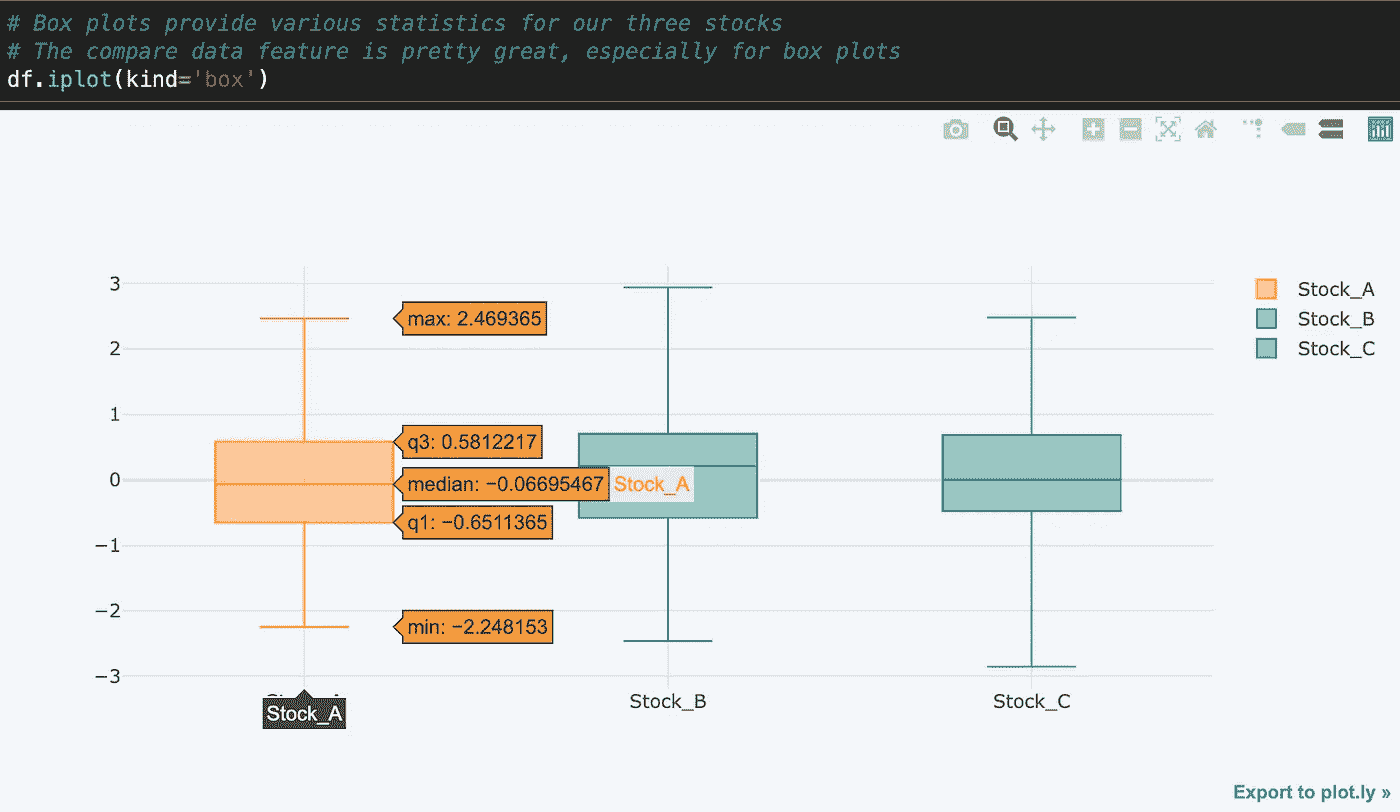 # Box plots provide various statistics for our three stocks
# The compare data feature is pretty great, especially for box plots
df.iplot(kind='box')
3
2
1
0
−1
−2
−3
max: 2.469365
q3: 0.5812217
median: −0.06695467 Stock_A
q1: −0.6511365
min: −2.248153
Stock_A
Stock_B
Stock_C
Stock_A
Stock_B
Stock_C
Export to plot.ly »